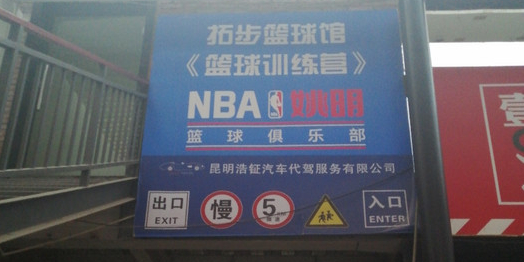 拓步篮球馆
《篮球训练营》
NBA 姚明
篮球俱乐部
昆明浩钲汽车代驾服务有限公司
出口
EXIT
慢
5
入口
ENTER